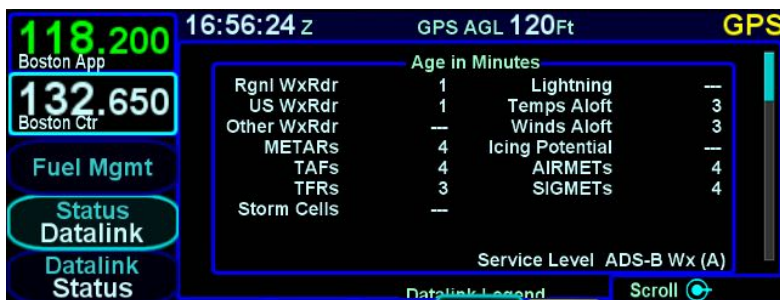 118.200
Boston App
132.650
Boston Ctr
Fuel Mgmt
Status
Datalink
Datalink
Status
16:56:24 Z GPS AGL 120Ft GPS
Age in Minutes
Rgnl WxRdr 1 Lightning ---
US WxRdr 1 Temps Aloft 3
Other WxRdr --- Winds Aloft 3
METARs 4 Icing Potential ---
TAFs 4 AIRMETs 4
TFRs 3 SIGMETs 4
Storm Cells ---
Service Level ADS-B Wx (A)
Datalink Legend
Scroll